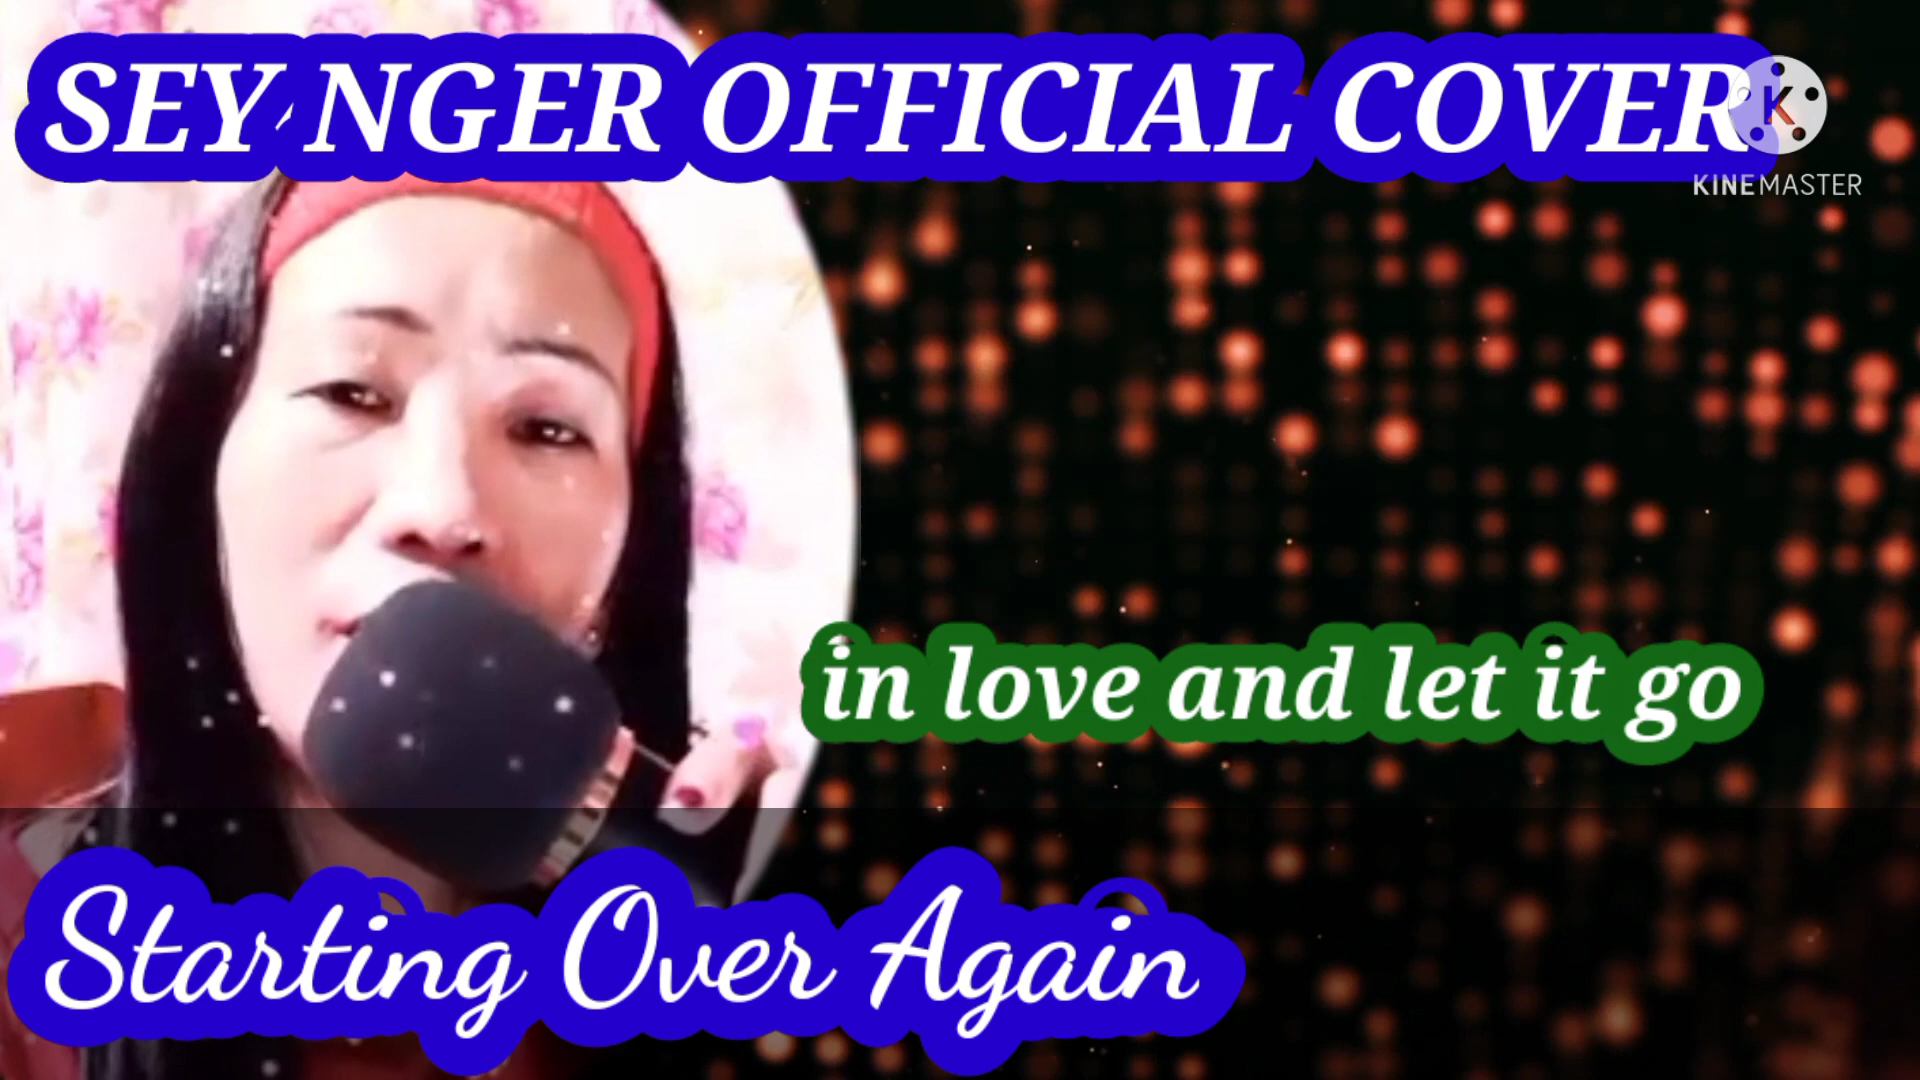 SEY NGER OFFICIAL COVER
K
KINEMASTER
in love and let it go
Starting Over Again